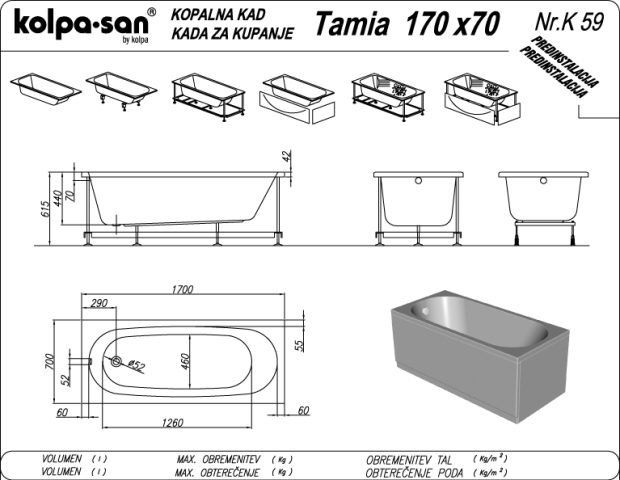 kolpa-san®
by kolpa
KOPALNA KAD
KADA ZA KUPANJE
Tamia 170 x70
Nr.K 59
PREDINSTALACIJA
PREDINSTALACIJA
42
70
440
615
1700
290
55
700
52
ø52
460
60
1260
60
VOLUMEN ( l )
MAX. OBREMENITEV ( Kg )
OBREMENITEV TAL ( Kg/m² )
VOLUMEN ( l )
MAX. OBTEREČENJE ( Kg )
OBTEREČENJE PODA ( Kg/m² )